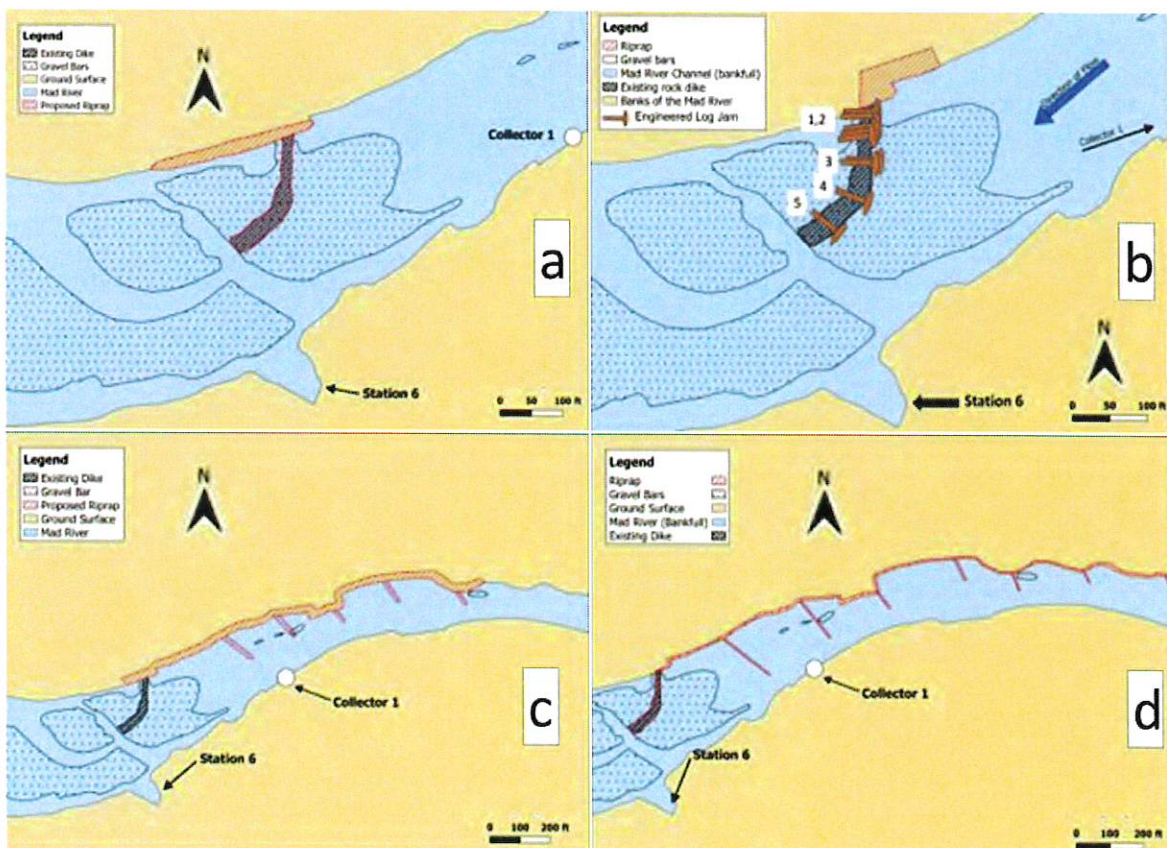 Legend
Existing Dike
Gravel Bars
Ground Surface
Mad River
Proposed Riprap
N
Collector 1
a
Station 6
0 50 100 ft
Legend
Riprap
Gravel bars
Mad River Channel (bankfull)
Existing rock dike
Banks of the Mad River
Engineered Log Jam
1,2
3
4
5
Direction of Flow
Collector 1
b
N
Station 6
0 50 100 ft
Legend
Existing Dike
Gravel Bar
Proposed Riprap
Ground Surface
Mad River
N
Collector 1
c
Station 6
0 100 200 ft
Legend
Riprap
Gravel Bars
Ground Surface
Mad River (Bankfull)
Existing Dike
N
Collector 1
d
Station 6
0 100 200 ft